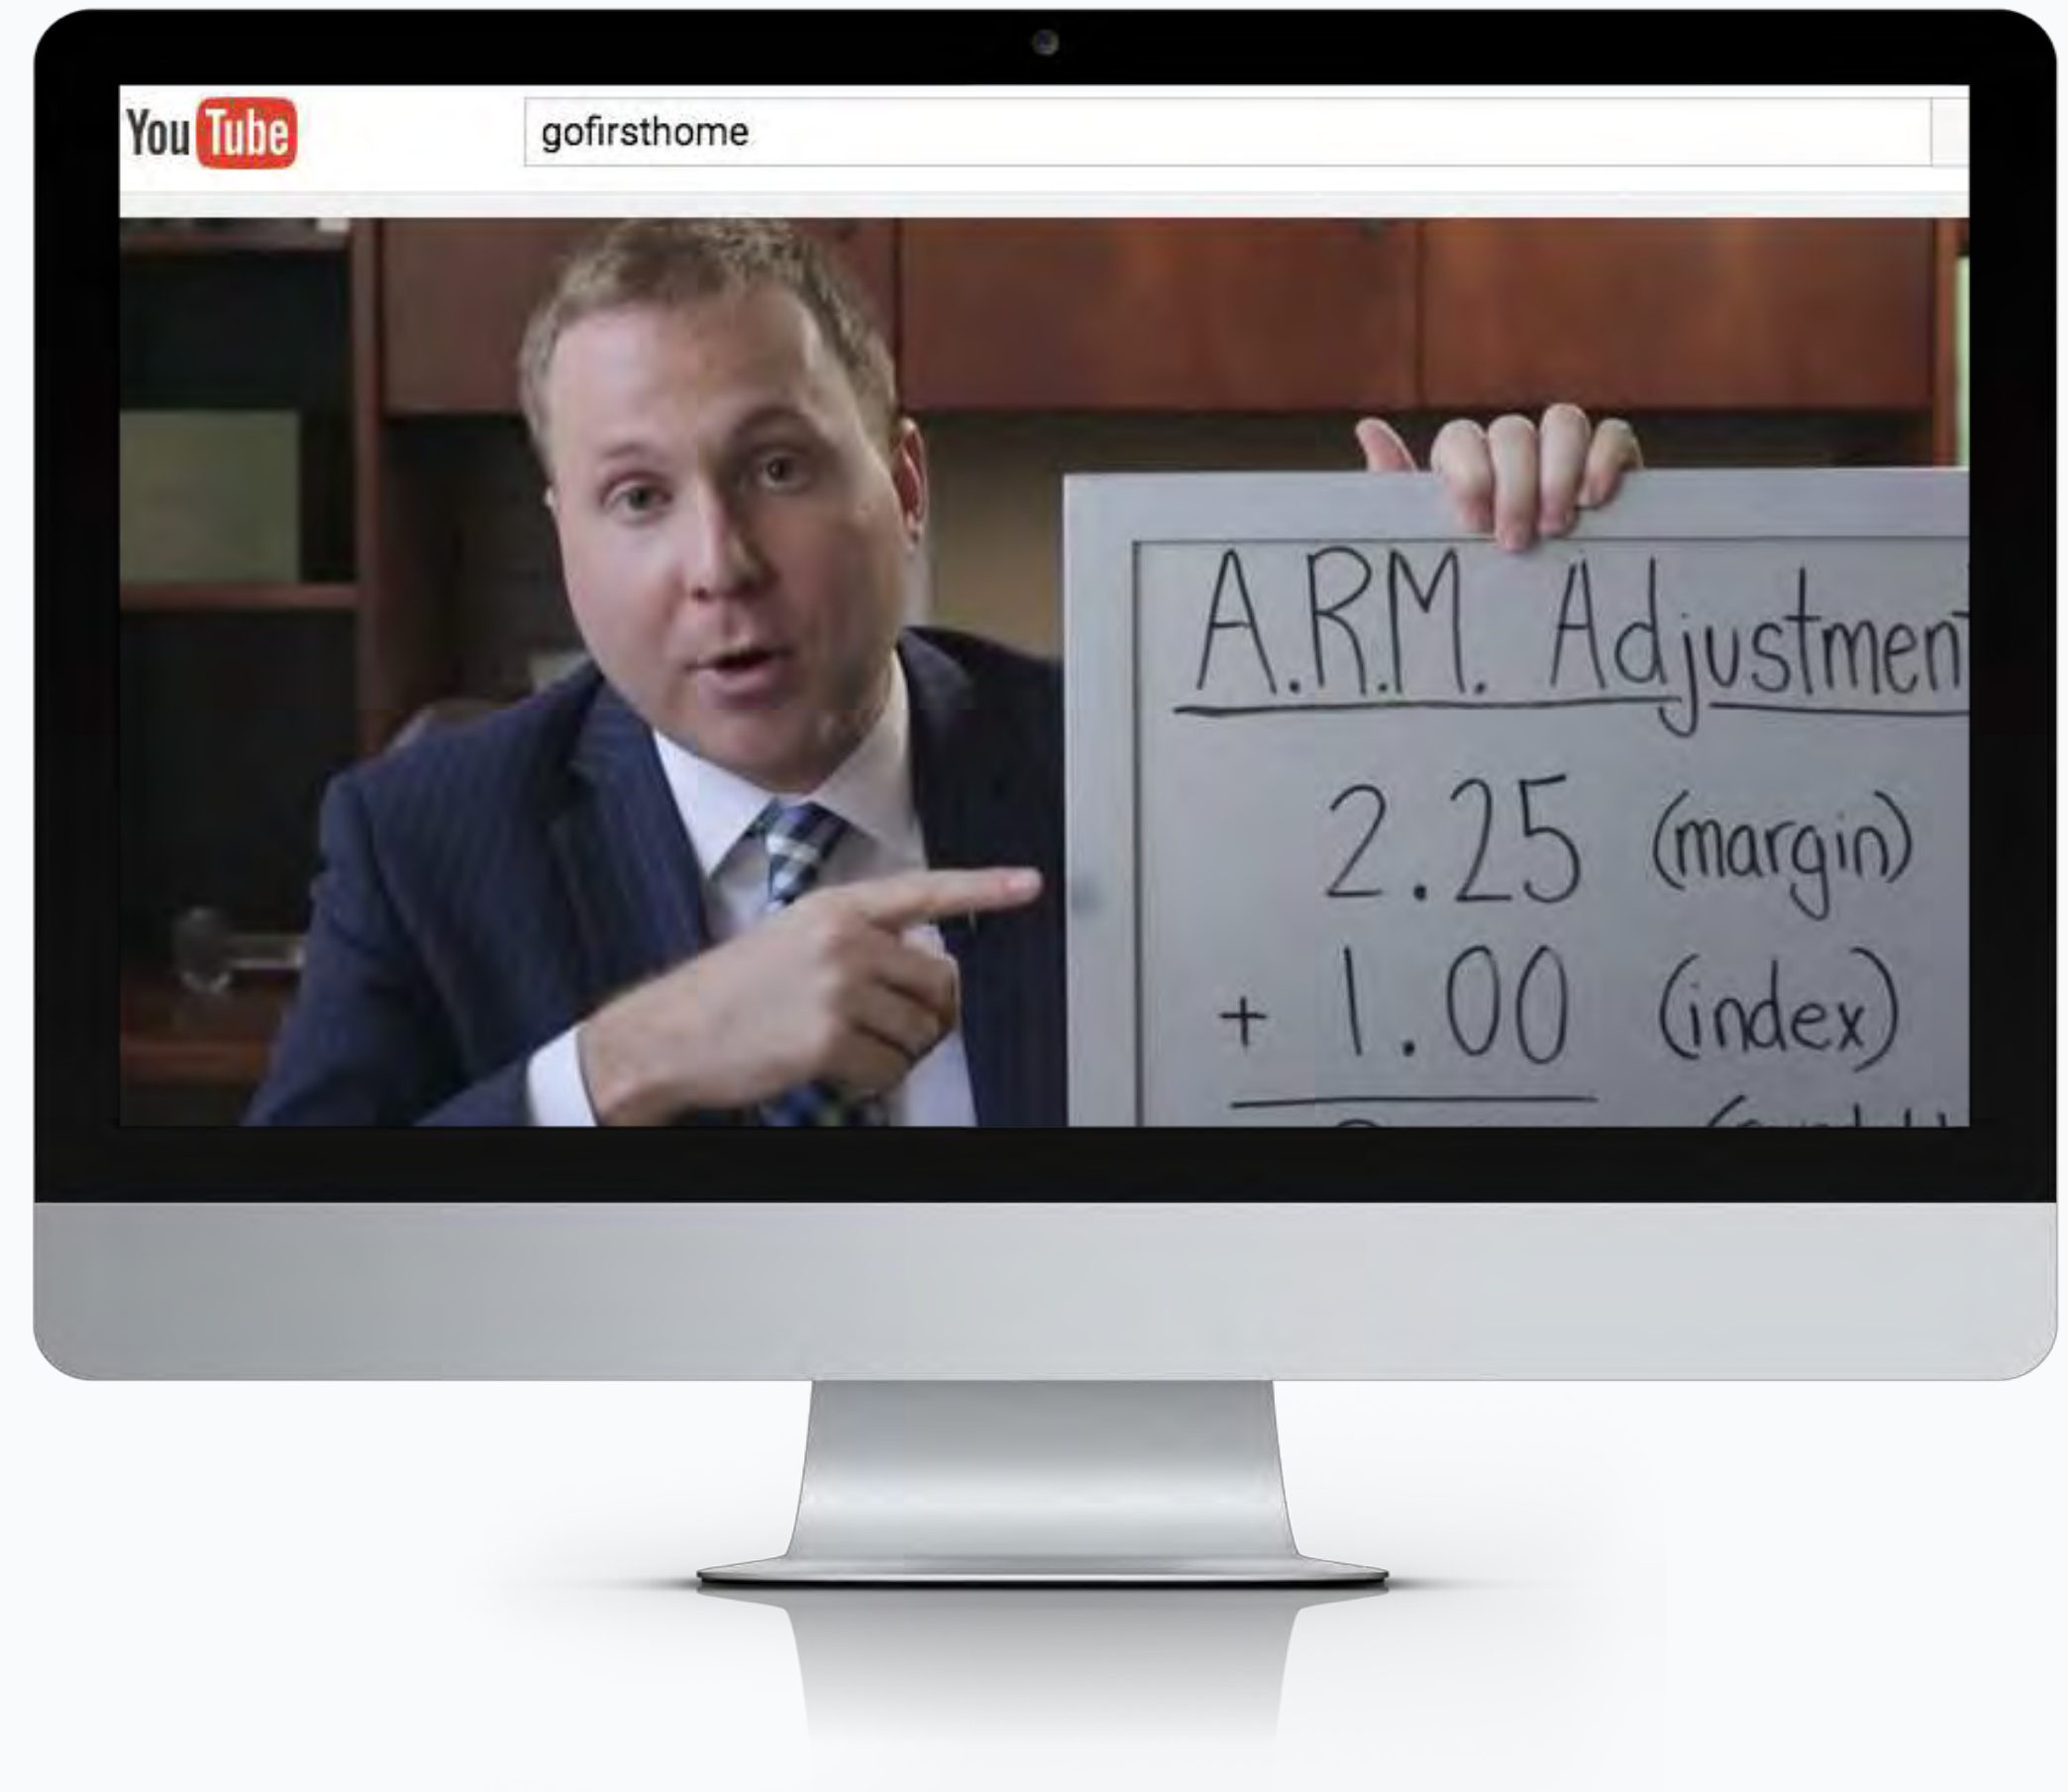 YouTube
gofirsthome
A.R.M. Adjustment
2.25 (margin)
+ 1.00 (index)